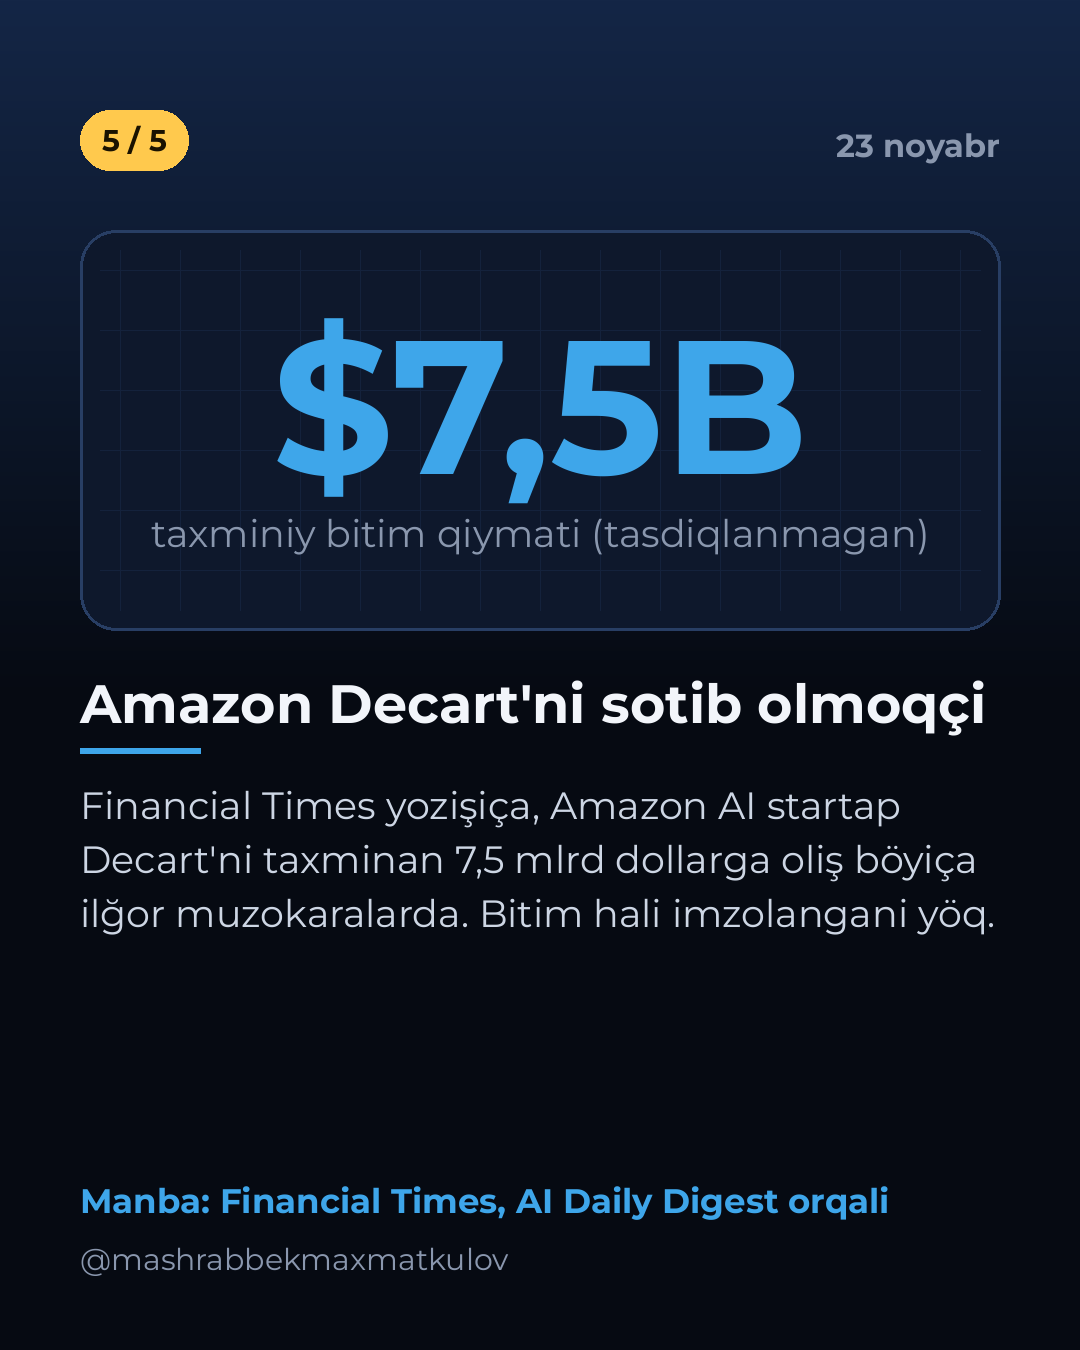 5 / 5
23 noyabr
$7,5B
taxminiy bitim qiymati (tasdiqlanmagan)
Amazon Decart'ni sotib olmoqçi
Financial Times yozişiça, Amazon AI startap
Decart'ni taxminan 7,5 mlrd dollarga oliş böyiça
ilğor muzokaralarda. Bitim hali imzolangani yöq.
Manba: Financial Times, AI Daily Digest orqali
@mashrabbekmaxmatkulov